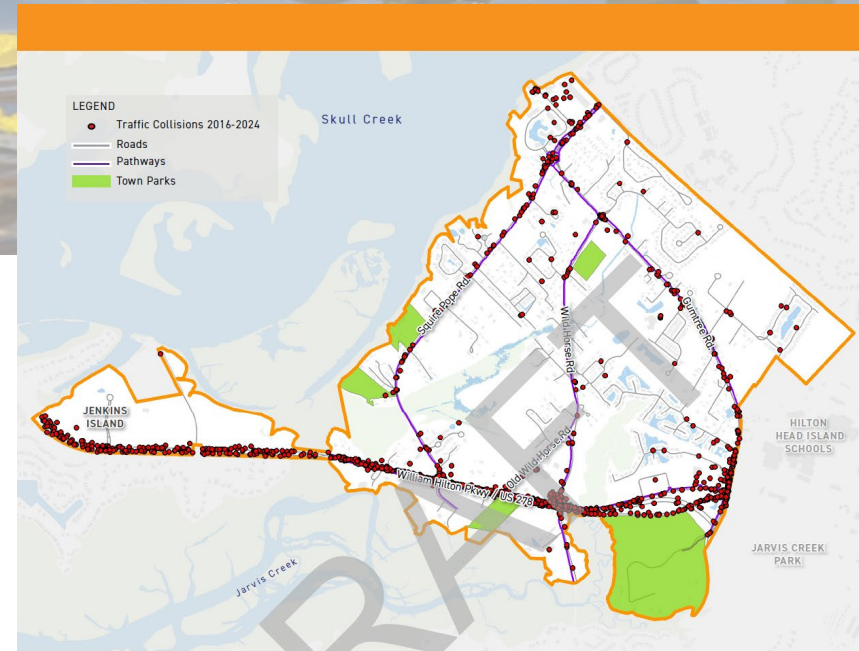 LEGEND
Traffic Collisions 2016-2024
Roads
Pathways
Town Parks
Skull Creek
Squire Pope Rd
Wild Horse Rd
Gumtree Rd
JENKINS
ISLAND
HILTON
HEAD ISLAND
SCHOOLS
Old Wild Horse Rd
William Hilton Pkwy / US 278
JARVIS CREEK
PARK
Jarvis Creek
DRAFT